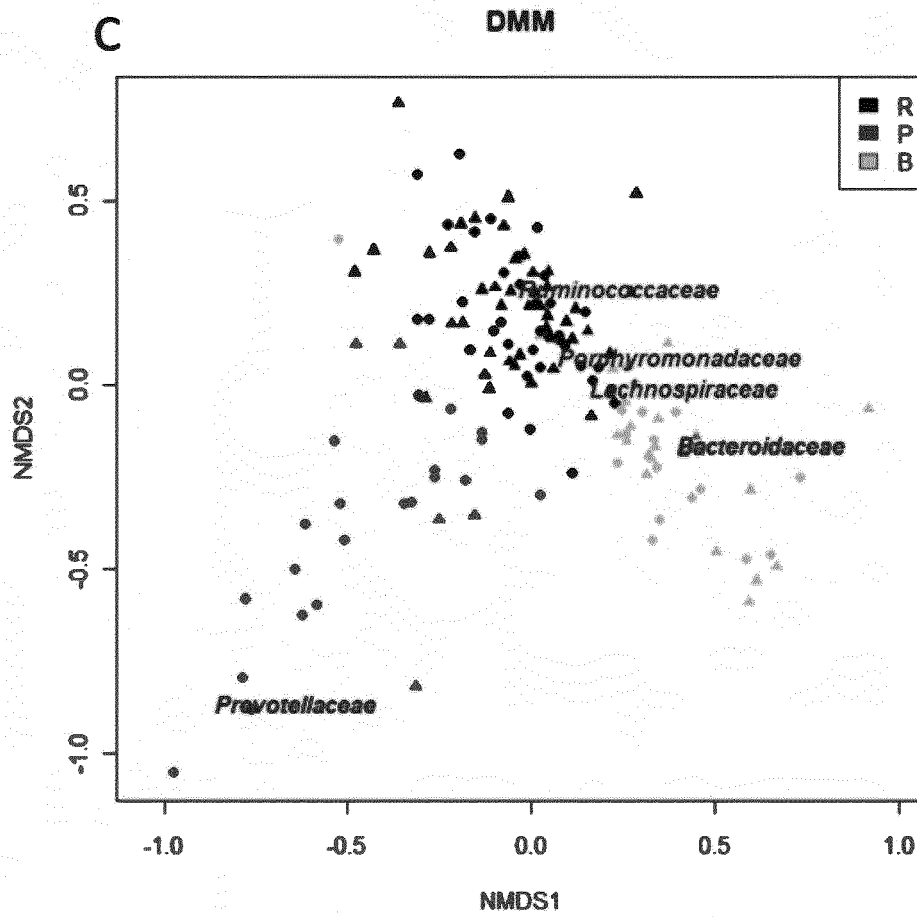 C
DMM
R
P
B
0.5
0.0
-0.5
-1.0
NMDS2
Ruminococcaceae
Porphyromonadaceae
Lachnospiraceae
Bacteroidaceae
Prevotellaceae
-1.0 -0.5 0.0 0.5 1.0
NMDS1